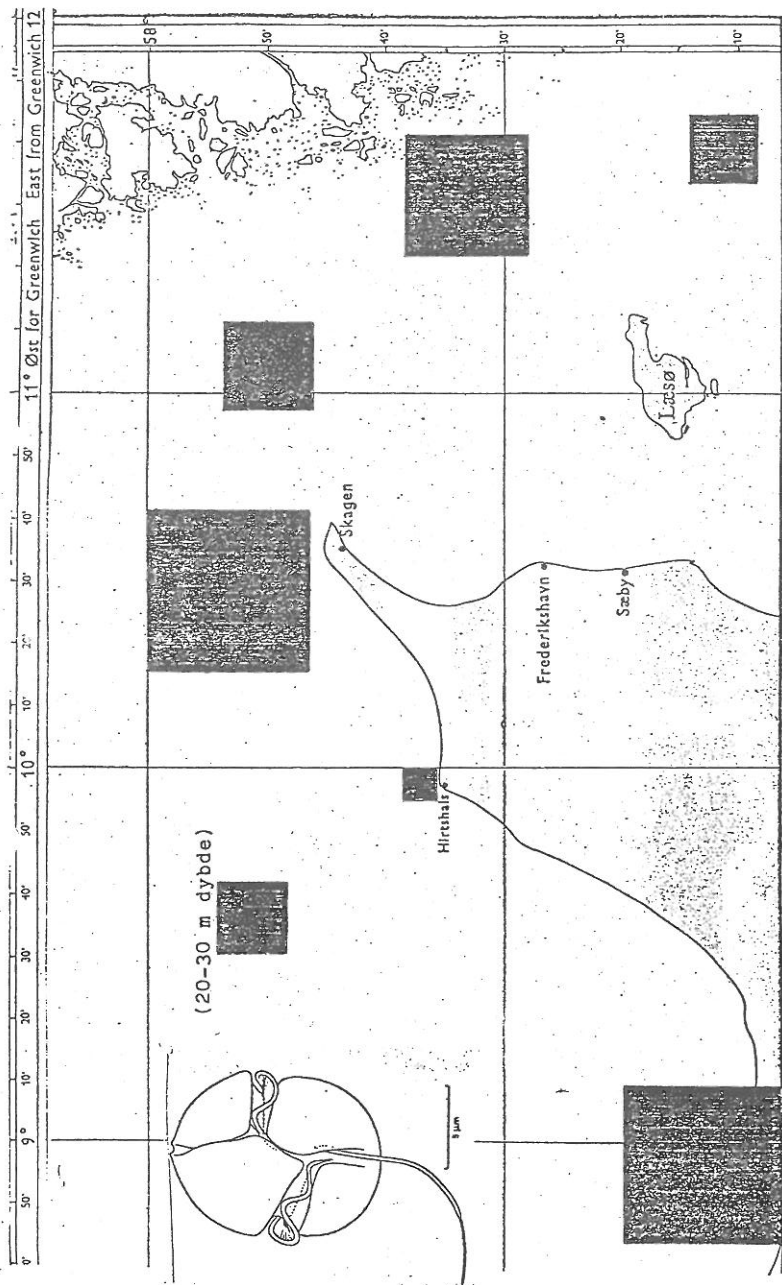 11° Øst for Greenwich East from Greenwich 12
0° 50' 9° 10' 20' 30' 40' 50' 10° 10' 20' 30' 40' 50'
58
50'
40'
30'
20'
10'
(20-30 m dybde)
Skagen
Hirtshals
Frederikshavn
Sæby
Læsø
5 µm